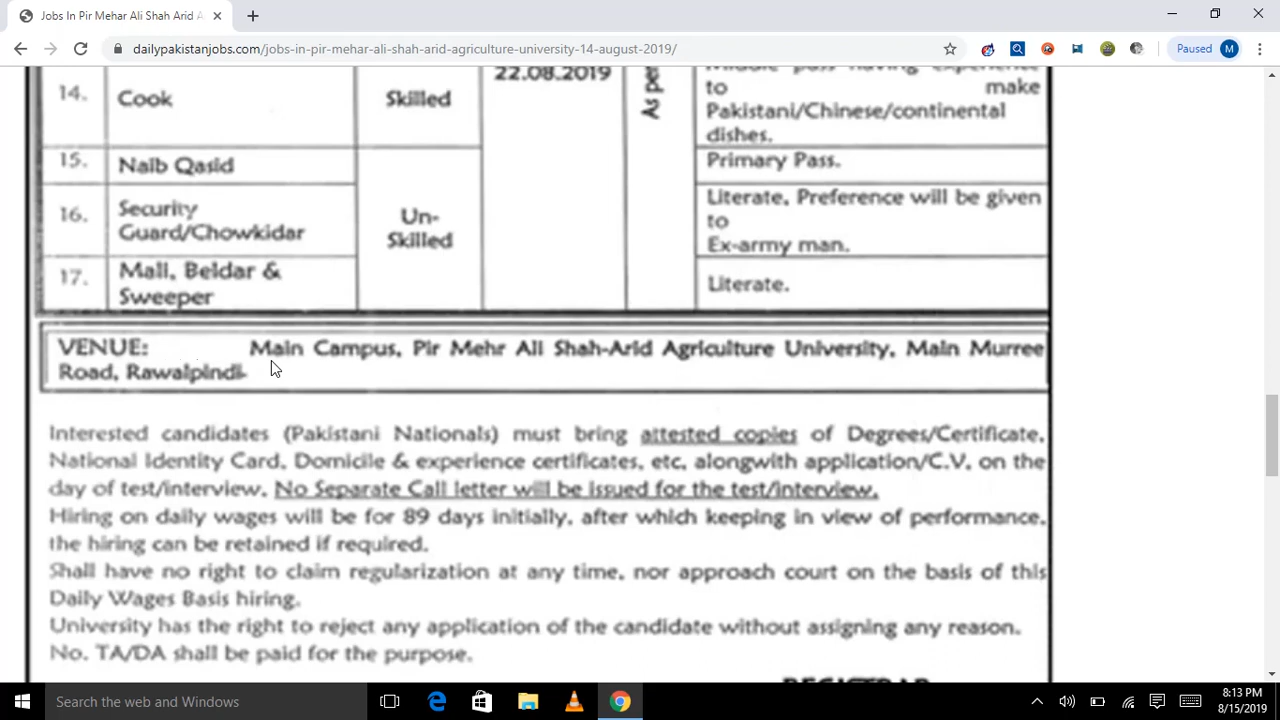 Jobs In Pir Mehar Ali Shah Arid A
Paused M
dailypakistanjobs.com/jobs-in-pir-mehar-ali-shah-arid-agriculture-university-14-august-2019/
22.08.2019
As per
Middle pass having experience
14. Cook Skilled to make
Pakistani/Chinese/continental
dishes.
15. Naib Qasid Primary Pass.
16. Security
Guard/Chowkidar
Un-
Skilled
Literate, Preference will be given
to
Ex-army man.
17. Mali, Beldar &
Sweeper
Literate.
VENUE: Main Campus, Pir Mehr Ali Shah-Arid Agriculture University, Main Murree
Road, Rawalpindi-
Interested candidates (Pakistani Nationals) must bring attested copies of Degrees/Certificate,
National Identity Card, Domicile & experience certificates, etc, alongwith application/C.V, on the
day of test/interview. No Separate Call letter will be issued for the test/interview.
Hiring on daily wages will be for 89 days initially, after which keeping in view of performance,
the hiring can be retained if required.
Shall have no right to claim regularization at any time, nor approach court on the basis of this
Daily Wages Basis hiring.
University has the right to reject any application of the candidate without assigning any reason.
No. TA/DA shall be paid for the purpose.
REGISTRAR
Search the web and Windows
8:13 PM
8/15/2019